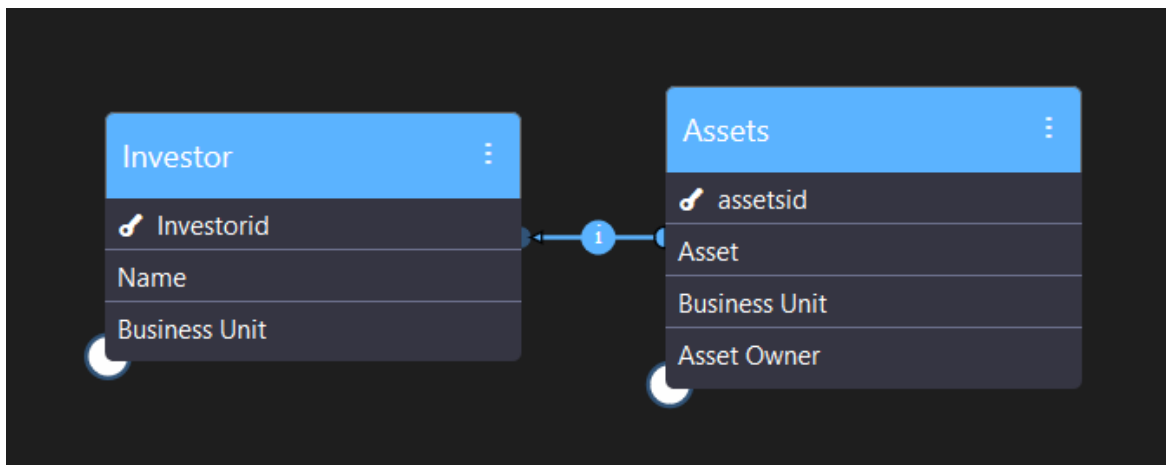 Investor
Investorid
Name
Business Unit
1
Assets
assetsid
Asset
Business Unit
Asset Owner